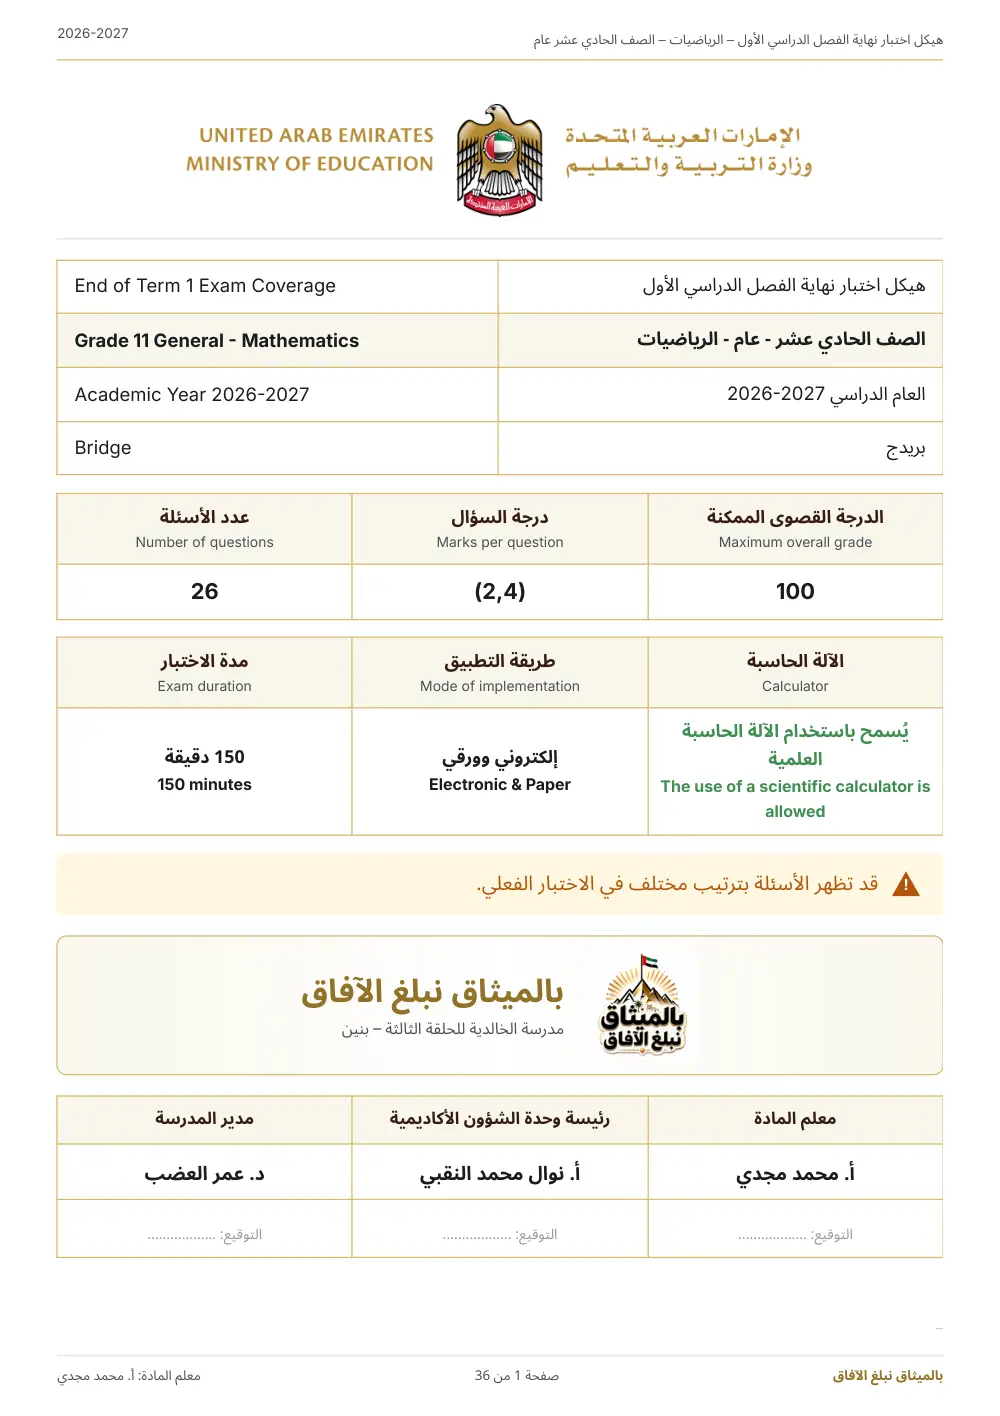 هيكل اختبار نهاية الفصل الدراسي الأول – الرياضيات – الصف الحادي عشر عام
2026-2027
UNITED ARAB EMIRATES
MINISTRY OF EDUCATION
الإمارات العربية المتحدة
وزارة التربية والتعليم
الإمارات العربية المتحدة
هيكل اختبار نهاية الفصل الدراسي الأول
End of Term 1 Exam Coverage
الصف الحادي عشر - عام - الرياضيات
Grade 11 General - Mathematics
العام الدراسي 2027-2026
Academic Year 2026-2027
بريدج
Bridge
الدرجة القصوى الممكنة
Maximum overall grade
درجة السؤال
Marks per question
عدد الأسئلة
Number of questions
100
(2,4)
26
الآلة الحاسبة
Calculator
طريقة التطبيق
Mode of implementation
مدة الاختبار
Exam duration
يُسمح باستخدام الآلة الحاسبة
العلمية
The use of a scientific calculator is
allowed
إلكتروني وورقي
Electronic & Paper
150 دقيقة
150 minutes
قد تظهر الأسئلة بترتيب مختلف في الاختبار الفعلي.
بالميثاق
نبلغ الآفاق
بالميثاق نبلغ الآفاق
مدرسة الخالدية للحلقة الثالثة – بنين
معلم المادة
رئيسة وحدة الشؤون الأكاديمية
مدير المدرسة
أ. محمد مجدي
أ. نوال محمد النقبي
د. عمر العضب
التوقيع: ..................
التوقيع: ..................
التوقيع: ..................
–
بالميثاق نبلغ الآفاق
صفحة 1 من 36
معلم المادة: أ. محمد مجدي